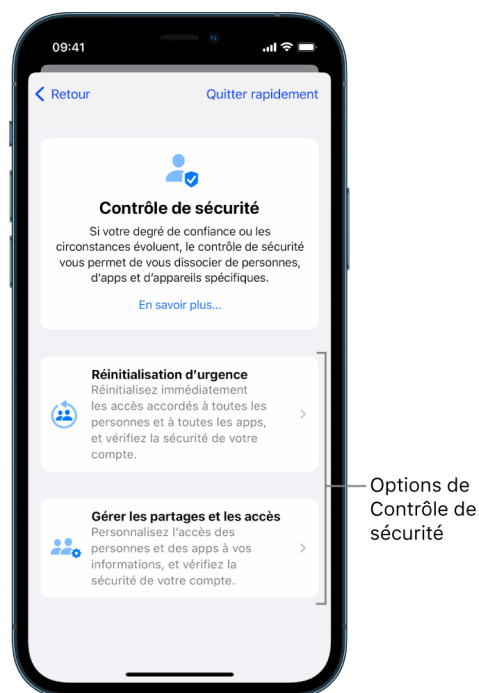 09:41
Retour
Quitter rapidement
Contrôle de sécurité
Si votre degré de confiance ou les
circonstances évoluent, le contrôle de sécurité
vous permet de vous dissocier de personnes,
d’apps et d’appareils spécifiques.
En savoir plus...
Réinitialisation d’urgence
Réinitialisez immédiatement
les accès accordés à toutes les
personnes et à toutes les apps,
et vérifiez la sécurité de votre
compte.
Gérer les partages et les accès
Personnalisez l’accès des
personnes et des apps à vos
informations, et vérifiez la
sécurité de votre compte.
Options de
Contrôle de
sécurité